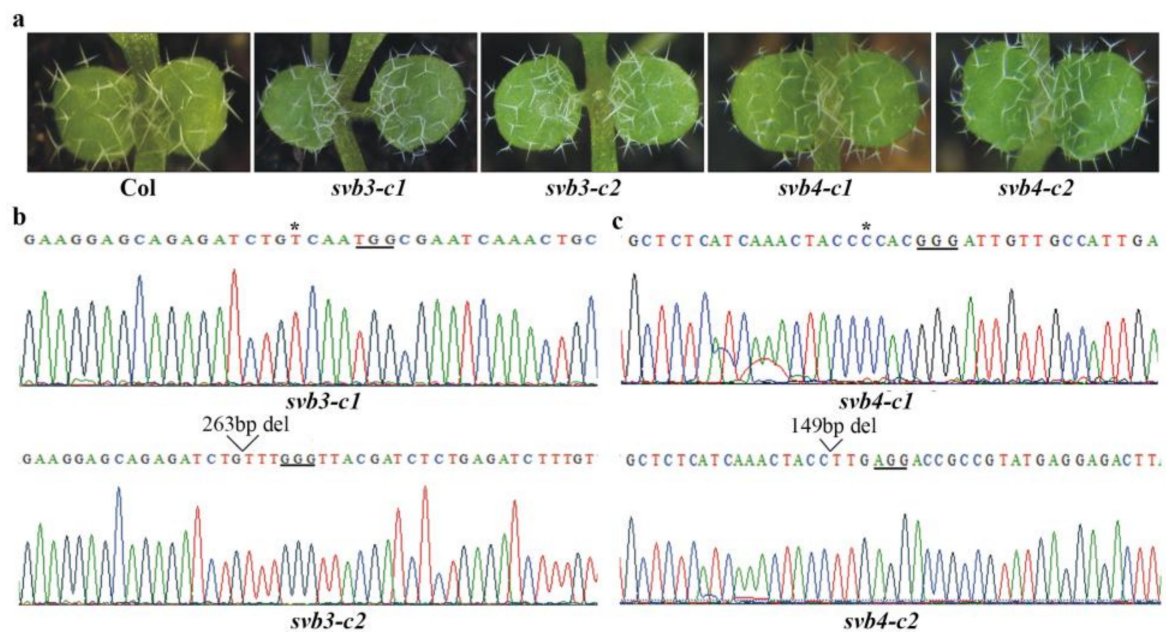 a
Col svb3-c1 svb3-c2 svb4-c1 svb4-c2
b
*
GAAGGAGCAGAGATCTGTCAATGGCGAATCAAACTGC
svb3-c1
263bp del
GAAGGAGCAGAGATCTGTTTGGGTTACGATCTCTGAGATCTTTGT
svb3-c2
c
*
GCTCTCATCAAACTACCCCCACGGGATTGTTGCCATTGA
svb4-c1
149bp del
GCTCTCATCAAACTACCTTGAGGACCGCCGTATGAGGAGACTTA
svb4-c2